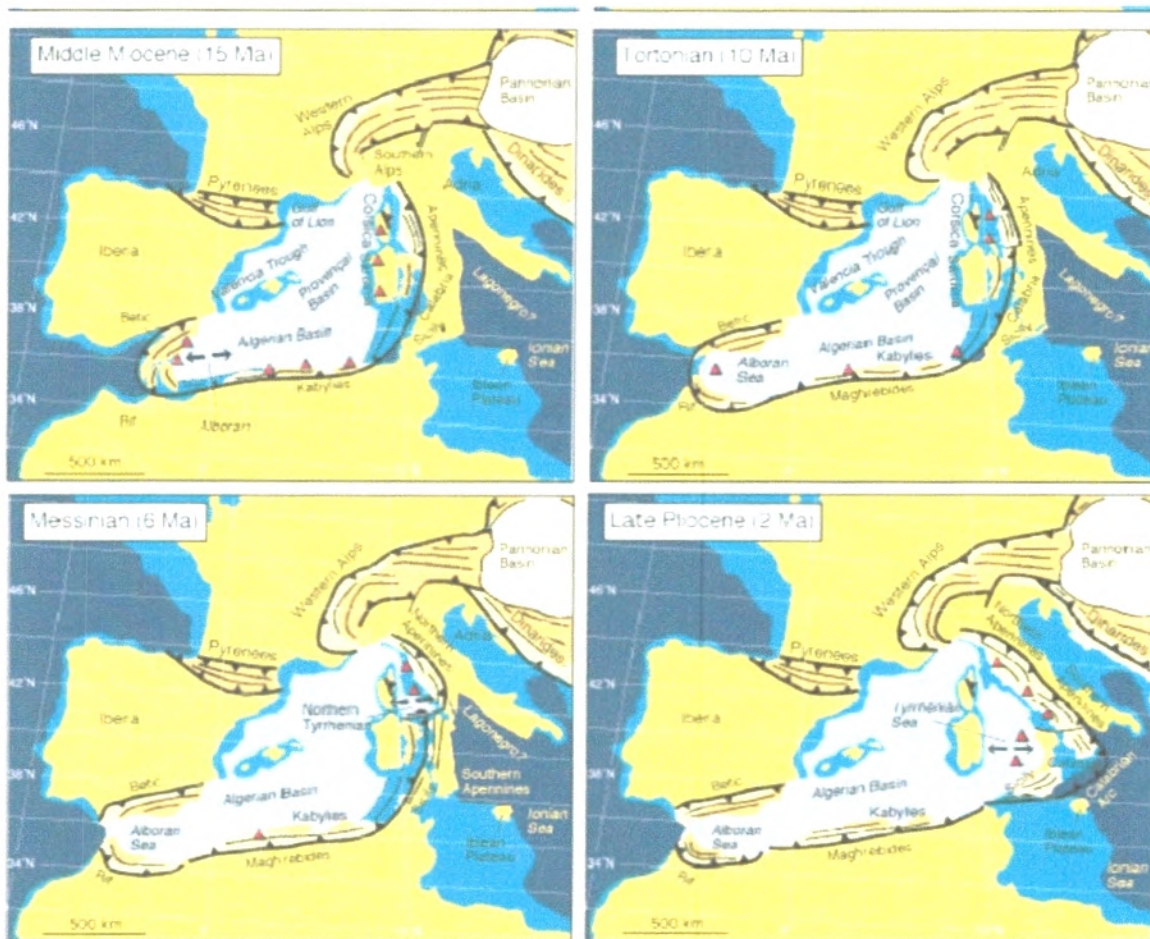 Middle Miocene (15 Ma)
Pannonian
Basin
Western
Alps
Southern
Alps
Dinarides
Adria
46°N
Pyrenees
Gulf
of Lion
Corsica
Sardinia
Apennines
42°N
Iberia
Valencia Trough
Provençal
Basin
Lagonegro?
Calabria
38°N
Betic
Algerian Basin
Sicily
Ionian
Sea
Kabylies
Iblean
Plateau
34°N
Rif
Alboran
500 km
Tortonian (10 Ma)
Pannonian
Basin
Western Alps
Dinarides
Adria
46°N
Pyrenees
Gulf
of Lion
Corsica
Sardinia
Apennines
42°N
Iberia
Valencia Trough
Provençal
Basin
Lagonegro?
Calabria
38°N
Betic
Algerian Basin
Sicily
Ionian
Sea
Alboran
Sea
Kabylies
Iblean
Plateau
Maghrebides
34°N
Rif
500 km
Messinian (6 Ma)
Pannonian
Basin
Western Alps
Northern
Apennines
Adria
Dinarides
46°N
Pyrenees
42°N
Iberia
Northern
Tyrrhenian
Lagonegro?
38°N
Betic
Algerian Basin
Southern
Apennines
Kabylies
Alboran
Sea
Ionian
Sea
Iblean
Plateau
Maghrebides
34°N
Rif
500 km
Late Pliocene (2 Ma)
Pannonian
Basin
Western Alps
Northern
Apennines
Dinarides
46°N
Pyrenees
Southern
Apennines
42°N
Iberia
Tyrrhenian
Sea
38°N
Betic
Algerian Basin
Sicily
Calabrian
Arc
Kabylies
Alboran
Sea
Ionian
Sea
Iblean
Plateau
Maghrebides
34°N
Rif
Ionian
Sea
500 km